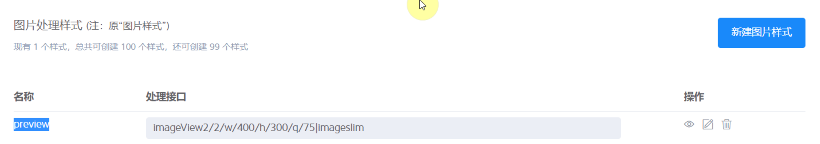 图片处理样式 (注：原“图片样式”)
现有 1 个样式，总共可创建 100 个样式，还可创建 99 个样式
新建图片样式
名称 处理接口 操作
preview imageView2/2/w/400/h/300/q/75|imageslim